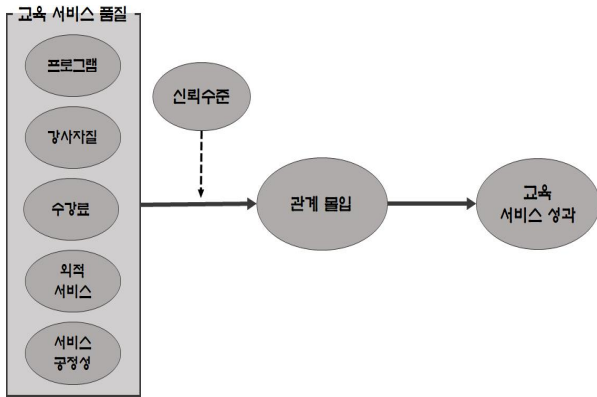 교육 서비스 품질
프로그램
강사자질
수강료
외적
서비스
서비스
공정성
신뢰수준
관계 몰입
교육
서비스 성과